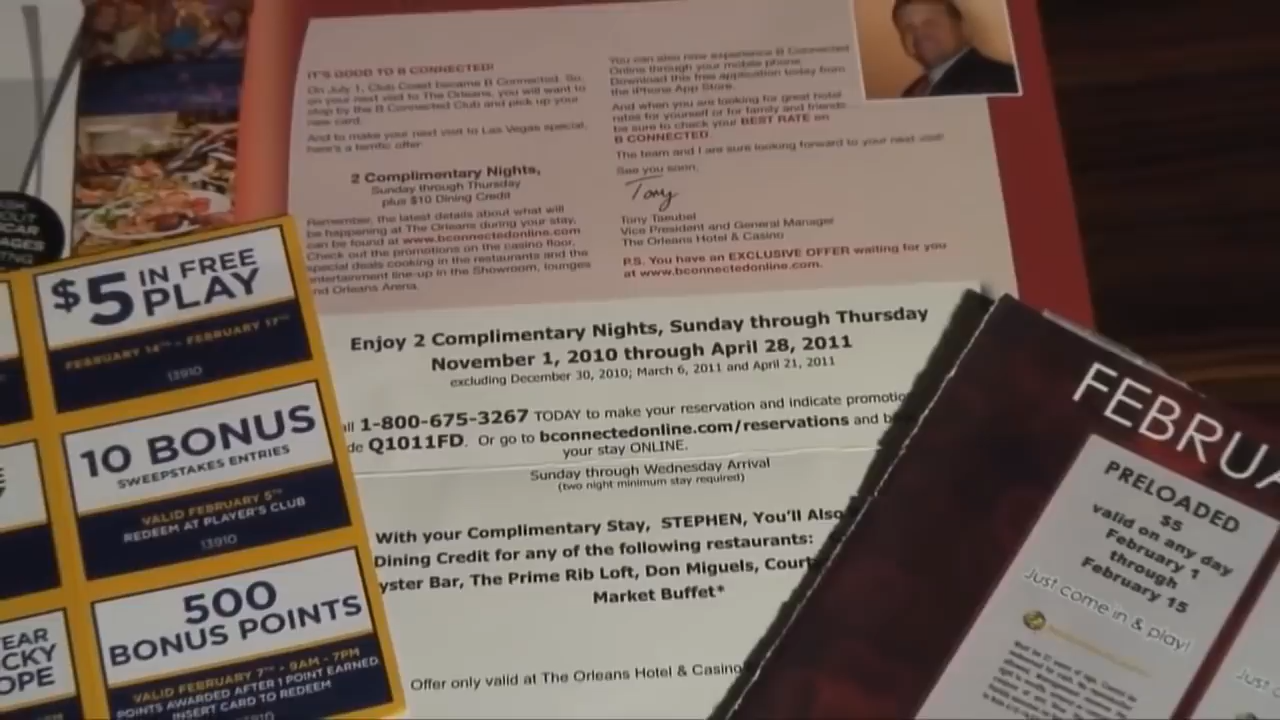 IT'S GOOD TO B CONNECTED!
On July 1, Club Coast became B Connected. So,
on your next visit to The Orleans, you will want to
stop by the B Connected Club and pick up your
new card.
And to make your next visit to Las Vegas special,
here's a terrific offer:
2 Complimentary Nights,
Sunday through Thursday
plus $10 Dining Credit
Remember, the latest details about what will
be happening at The Orleans during your stay,
can be found at www.bconnectedonline.com
Check out the promotions on the casino floor,
special deals cooking in the restaurants and the
entertainment line-up in the Showroom, lounges
nd Orleans Arena.
You can also now experience B Connected
Online through your mobile phone.
Download this free application today from
the iPhone App Store.
And when you are looking for great hotel
rates for yourself or for family and friends
be sure to check your BEST RATE on
B CONNECTED.
The team and I are sure looking forward to your next visit!
See you soon,
Tony
Tony Taeubel
Vice President and General Manager
The Orleans Hotel & Casino
P.S. You have an EXCLUSIVE OFFER waiting for you
at www.bconnectedonline.com.
Enjoy 2 Complimentary Nights, Sunday through Thursday
November 1, 2010 through April 28, 2011
excluding December 30, 2010; March 6, 2011 and April 21, 2011
all 1-800-675-3267 TODAY to make your reservation and indicate promotio
de Q1011FD. Or go to bconnectedonline.com/reservations and b
your stay ONLINE.
Sunday through Wednesday Arrival
(two night minimum stay required)
With your Complimentary Stay, STEPHEN, You'll Also
Dining Credit for any of the following restaurants:
yster Bar, The Prime Rib Loft, Don Miguels, Court
Market Buffet*
Offer only valid at The Orleans Hotel & Casino
$5 IN FREE
PLAY
FEBRUARY 14TH - FEBRUARY 17TH
13910
10 BONUS
SWEEPSTAKES ENTRIES
VALID FEBRUARY 5TH
REDEEM AT PLAYER'S CLUB
13910
500
BONUS POINTS
VALID FEBRUARY 7TH - 9AM - 7PM
POINTS AWARDED AFTER 1 POINT EARNED
INSERT CARD TO REDEEM
EAR
CKY
OPE
FEBRUA
PRELOADED
$5
valid on any day
February 1
through
February 15
Just come in & play!